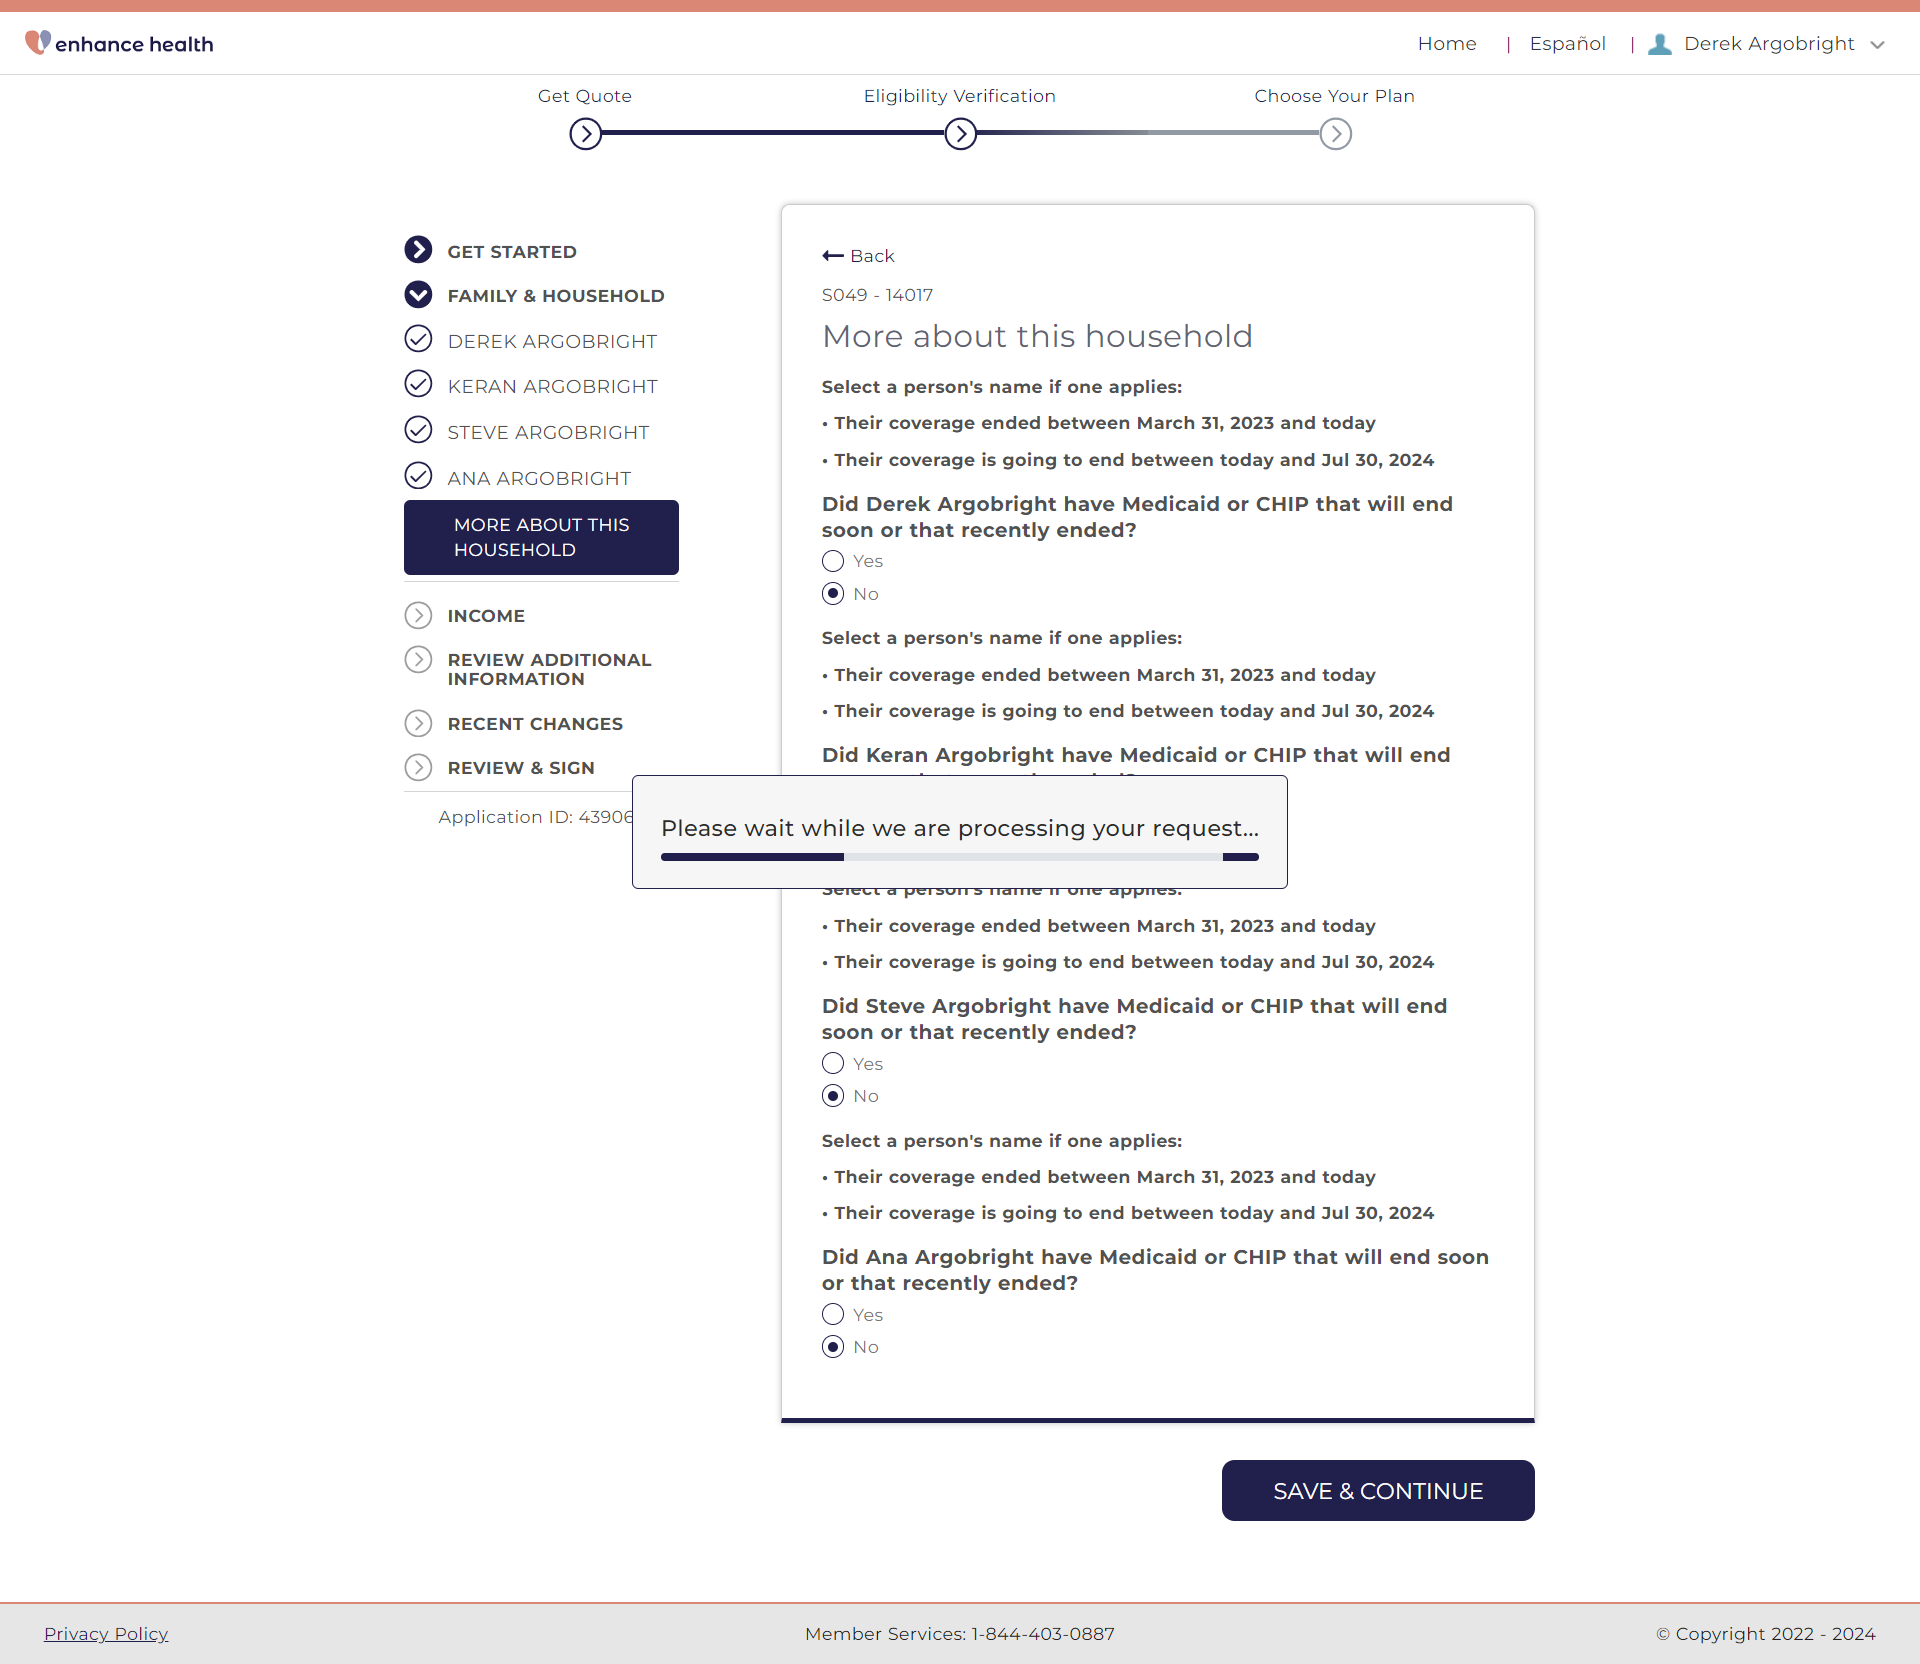 enhance health
Home | Español | Derek Argobright
Get Quote
Eligibility Verification
Choose Your Plan
GET STARTED
FAMILY & HOUSEHOLD
DEREK ARGOBRIGHT
KERAN ARGOBRIGHT
STEVE ARGOBRIGHT
ANA ARGOBRIGHT
MORE ABOUT THIS
HOUSEHOLD
INCOME
REVIEW ADDITIONAL
INFORMATION
RECENT CHANGES
REVIEW & SIGN
Application ID: 43906
Back
S049 - 14017
More about this household
Select a person's name if one applies:
• Their coverage ended between March 31, 2023 and today
• Their coverage is going to end between today and Jul 30, 2024
Did Derek Argobright have Medicaid or CHIP that will end
soon or that recently ended?
Yes
No
Select a person's name if one applies:
• Their coverage ended between March 31, 2023 and today
• Their coverage is going to end between today and Jul 30, 2024
Did Keran Argobright have Medicaid or CHIP that will end
Please wait while we are processing your request...
Select a person's name if one applies:
• Their coverage ended between March 31, 2023 and today
• Their coverage is going to end between today and Jul 30, 2024
Did Steve Argobright have Medicaid or CHIP that will end
soon or that recently ended?
Yes
No
Select a person's name if one applies:
• Their coverage ended between March 31, 2023 and today
• Their coverage is going to end between today and Jul 30, 2024
Did Ana Argobright have Medicaid or CHIP that will end soon
or that recently ended?
Yes
No
SAVE & CONTINUE
Privacy Policy
Member Services: 1-844-403-0887
© Copyright 2022 - 2024